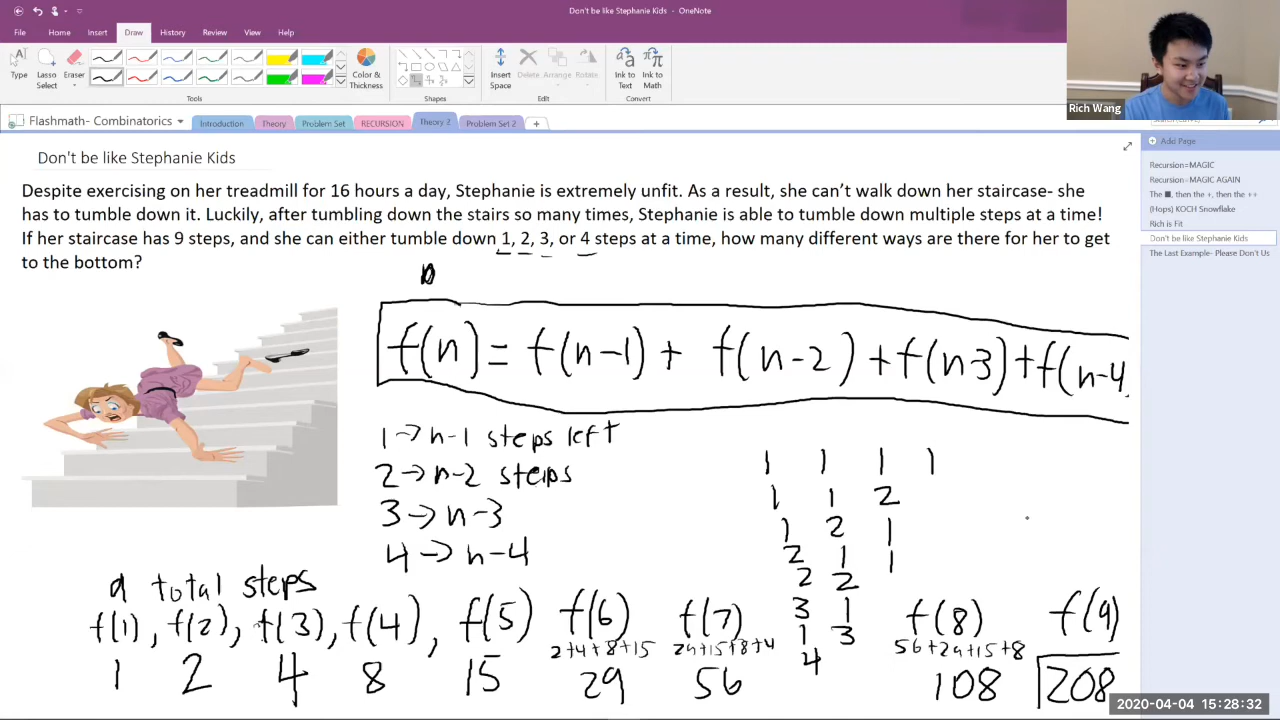 Don't be like Stephanie Kids - OneNote
File Home Insert Draw History Review View Help
Type Lasso Select Eraser Color & Thickness Insert Space Delete Arrange Rotate Ink to Text Ink to Math
Tools Shapes Edit Convert
Rich Wang
Flashmath- Combinatorics Introduction Theory Problem Set RECURSION Theory 2 Problem Set 2
Add Page
Recursion=MAGIC
Recursion=MAGIC AGAIN
The ■, then the +, then the ++
(Hops) KOCH Snowflake
Rich is Fit
Don't be like Stephanie Kids
The Last Example- Please Don't Us
Don't be like Stephanie Kids
Despite exercising on her treadmill for 16 hours a day, Stephanie is extremely unfit. As a result, she can't walk down her staircase- she
has to tumble down it. Luckily, after tumbling down the stairs so many times, Stephanie is able to tumble down multiple steps at a time!
If her staircase has 9 steps, and she can either tumble down 1, 2, 3, or 4 steps at a time, how many different ways are there for her to get
to the bottom?
f(n) = f(n-1) + f(n-2) + f(n-3) + f(n-4
1 → n-1 steps left
2 → n-2 steps
3 → n-3
4 → n-4
1 1 1 1
1 1 2
1 2 1
2 1 1
2 2
3 1
1 3
4
9 total steps
f(1), f(2), f(3), f(4), f(5) f(6) f(7) f(8) f(9)
2+4+8+15 29+15+8+4 56+29+15+8
1 2 4 8 15 29 56 108 208
2020-04-04 15:28:32